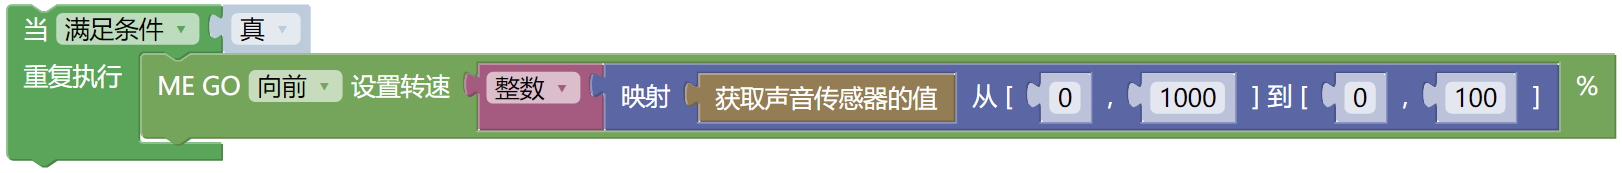 当 满足条件 真
重复执行 ME GO 向前 设置转速 整数 映射 获取声音传感器的值 从 [ 0 , 1000 ] 到 [ 0 , 100 ] %